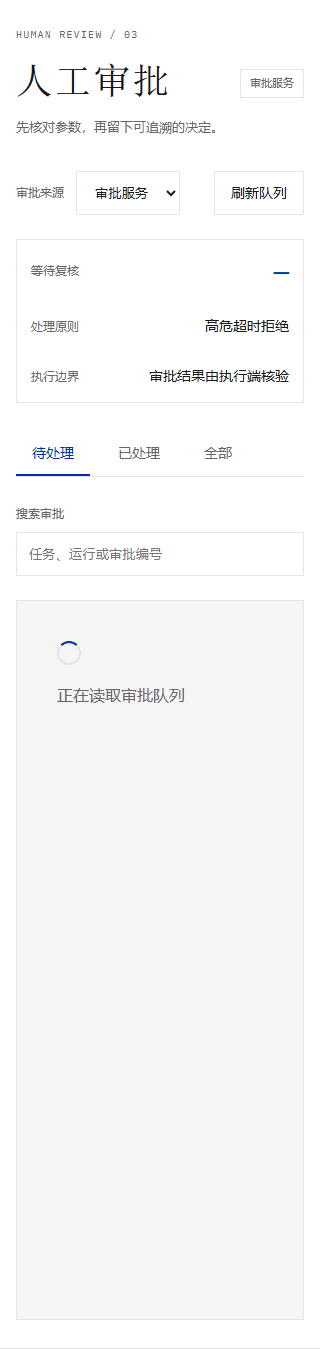 HUMAN REVIEW / 03
人工审批
审批服务
先核对参数，再留下可追溯的决定。
审批来源 审批服务 刷新队列
等待复核 —
处理原则 高危超时拒绝
执行边界 审批结果由执行端核验
待处理 已处理 全部
搜索审批
任务、运行或审批编号
正在读取审批队列